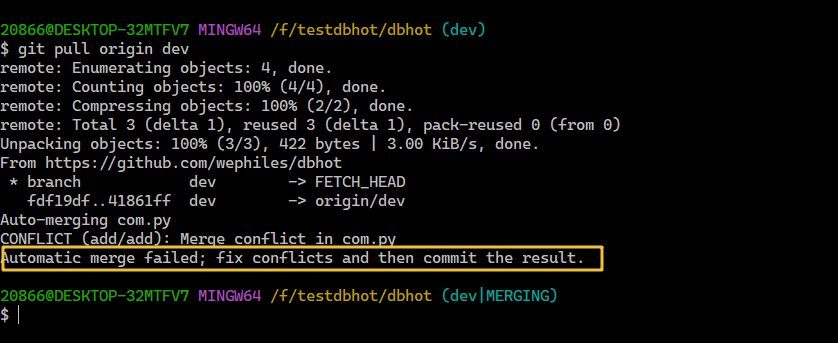 20866@DESKTOP-32MTFV7 MINGW64 /f/testdbhot/dbhot (dev)
$ git pull origin dev
remote: Enumerating objects: 4, done.
remote: Counting objects: 100% (4/4), done.
remote: Compressing objects: 100% (2/2), done.
remote: Total 3 (delta 1), reused 3 (delta 1), pack-reused 0 (from 0)
Unpacking objects: 100% (3/3), 422 bytes | 3.00 KiB/s, done.
From https://github.com/wephiles/dbhot
 * branch            dev        -> FETCH_HEAD
   fdf19df..41861ff  dev        -> origin/dev
Auto-merging com.py
CONFLICT (add/add): Merge conflict in com.py
Automatic merge failed; fix conflicts and then commit the result.
20866@DESKTOP-32MTFV7 MINGW64 /f/testdbhot/dbhot (dev|MERGING)
$